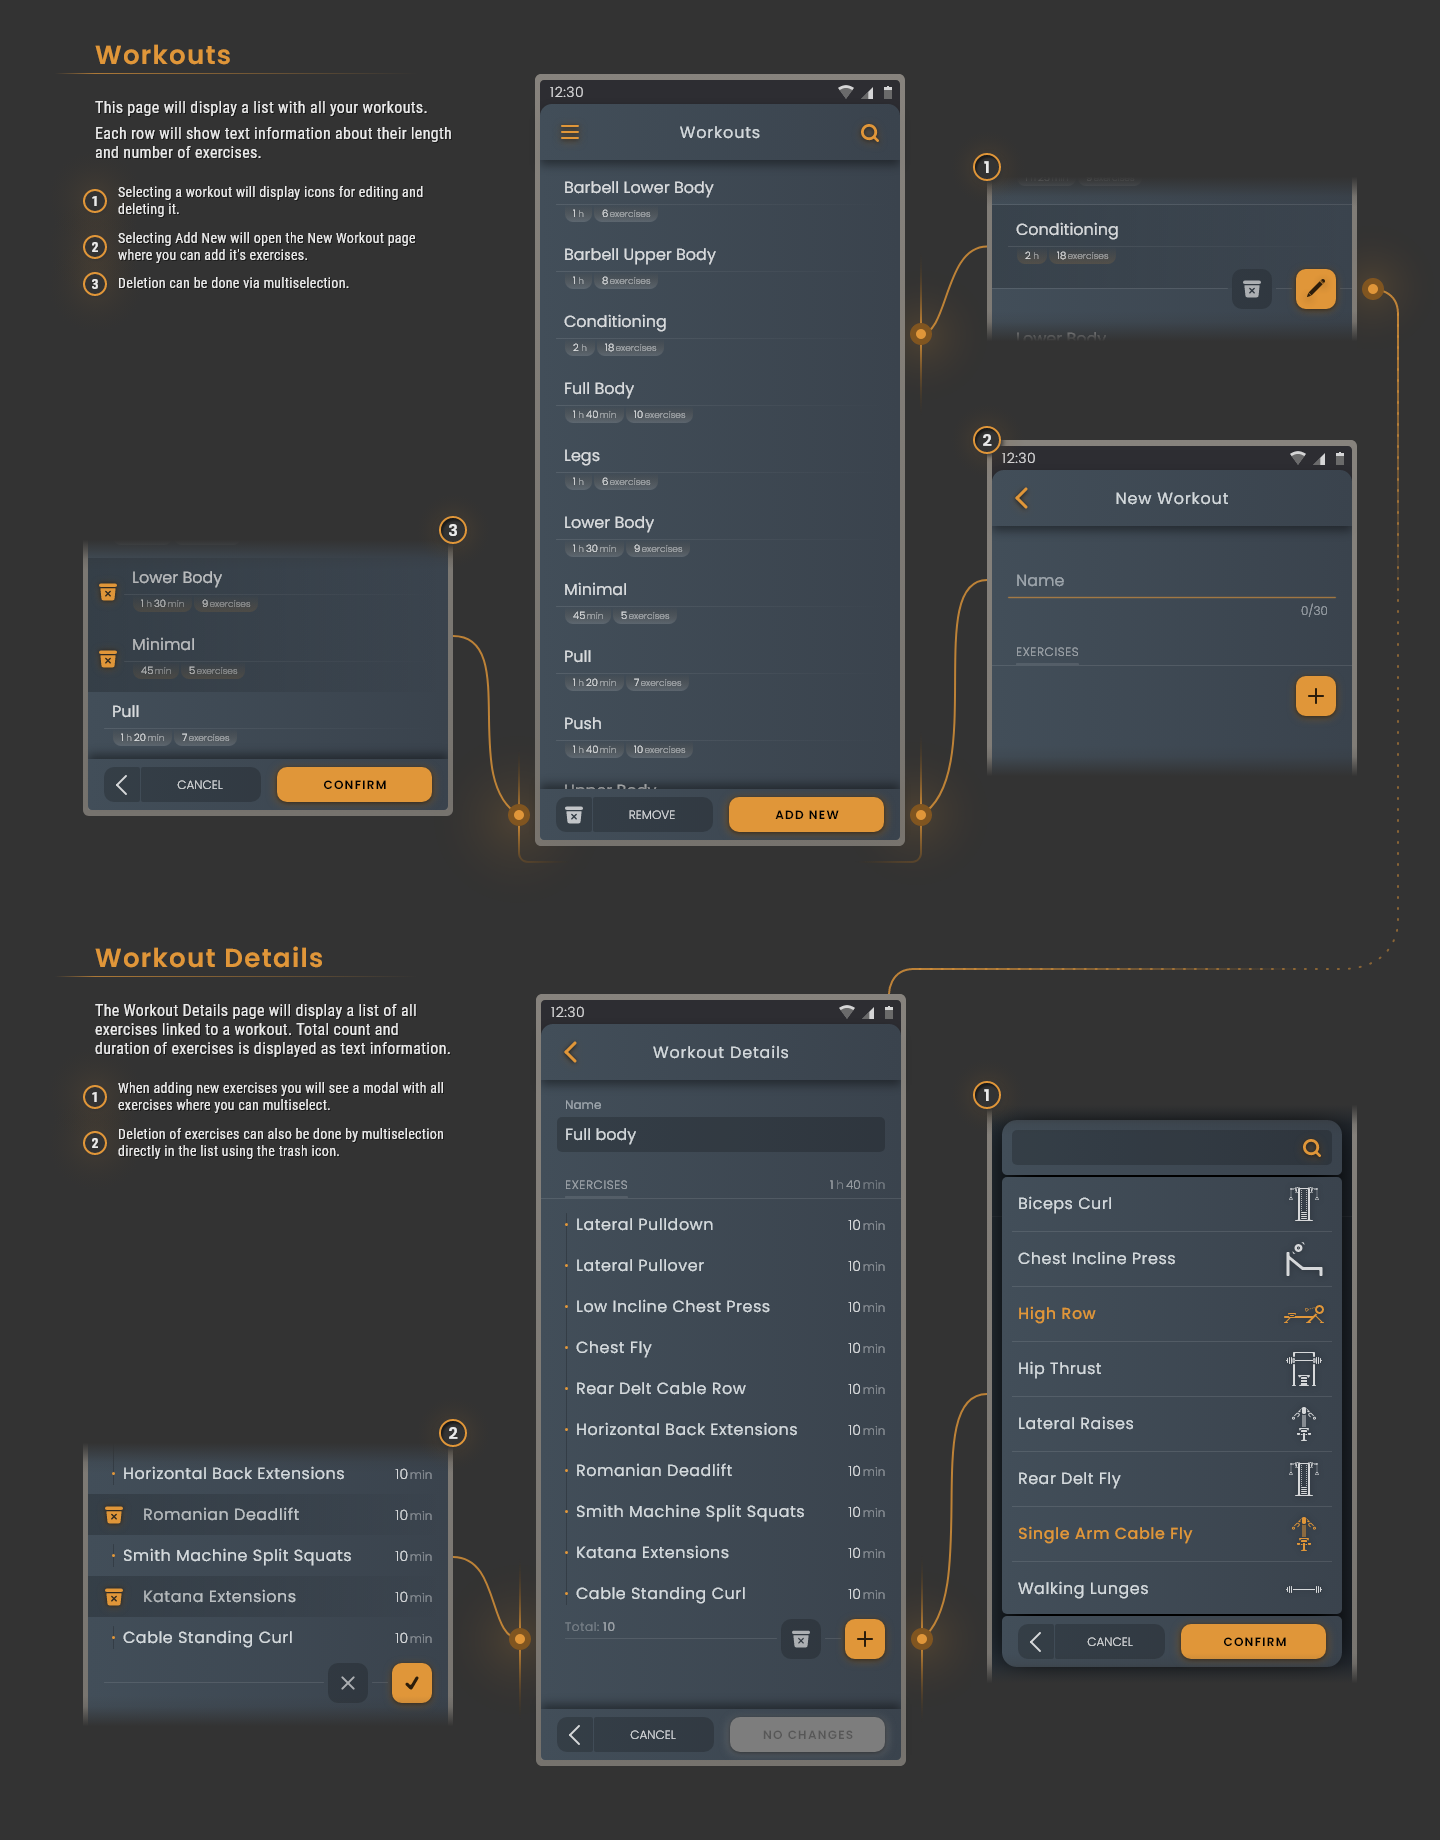 Workouts
This page will display a list with all your workouts.
Each row will show text information about their length
and number of exercises.
1
Selecting a workout will display icons for editing and
deleting it.
2
Selecting Add New will open the New Workout page
where you can add it's exercises.
3
Deletion can be done via multiselection.
12:30
Workouts
Barbell Lower Body
1 h 6 exercises
Barbell Upper Body
1 h 8 exercises
Conditioning
2 h 18 exercises
Full Body
1 h 40 min 10 exercises
Legs
1 h 6 exercises
Lower Body
1 h 30 min 9 exercises
Minimal
45 min 5 exercises
Pull
1 h 20 min 7 exercises
Push
1 h 40 min 10 exercises
Upper Body
REMOVE
ADD NEW
1
Conditioning
2 h 18 exercises
Lower Body
2
12:30
New Workout
Name
0/30
EXERCISES
3
Lower Body
1 h 30 min 9 exercises
Minimal
45 min 5 exercises
Pull
1 h 20 min 7 exercises
CANCEL
CONFIRM
Workout Details
The Workout Details page will display a list of all
exercises linked to a workout. Total count and
duration of exercises is displayed as text information.
1
When adding new exercises you will see a modal with all
exercises where you can multiselect.
2
Deletion of exercises can also be done by multiselection
directly in the list using the trash icon.
12:30
Workout Details
Name
Full body
EXERCISES 1 h 40 min
Lateral Pulldown 10 min
Lateral Pullover 10 min
Low Incline Chest Press 10 min
Chest Fly 10 min
Rear Delt Cable Row 10 min
Horizontal Back Extensions 10 min
Romanian Deadlift 10 min
Smith Machine Split Squats 10 min
Katana Extensions 10 min
Cable Standing Curl 10 min
Total: 10
CANCEL
NO CHANGES
1
Biceps Curl
Chest Incline Press
High Row
Hip Thrust
Lateral Raises
Rear Delt Fly
Single Arm Cable Fly
Walking Lunges
CANCEL
CONFIRM
2
Horizontal Back Extensions 10 min
Romanian Deadlift 10 min
Smith Machine Split Squats 10 min
Katana Extensions 10 min
Cable Standing Curl 10 min